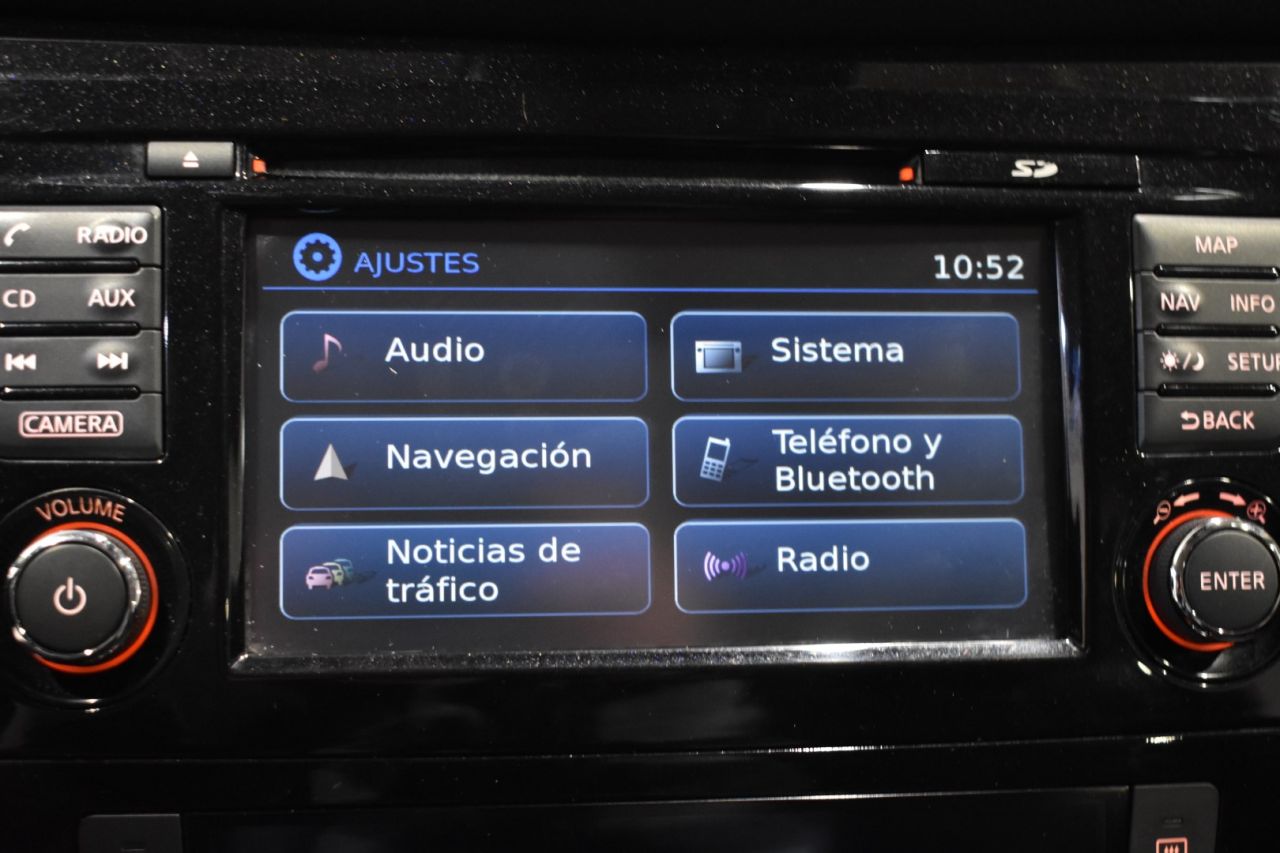 SD
RADIO
MAP
AJUSTES
10:52
CD AUX
NAV INFO
Audio
Sistema
SETUP
CAMERA
BACK
Navegación
Teléfono y
Bluetooth
VOLUME
Noticias de
tráfico
Radio
ENTER